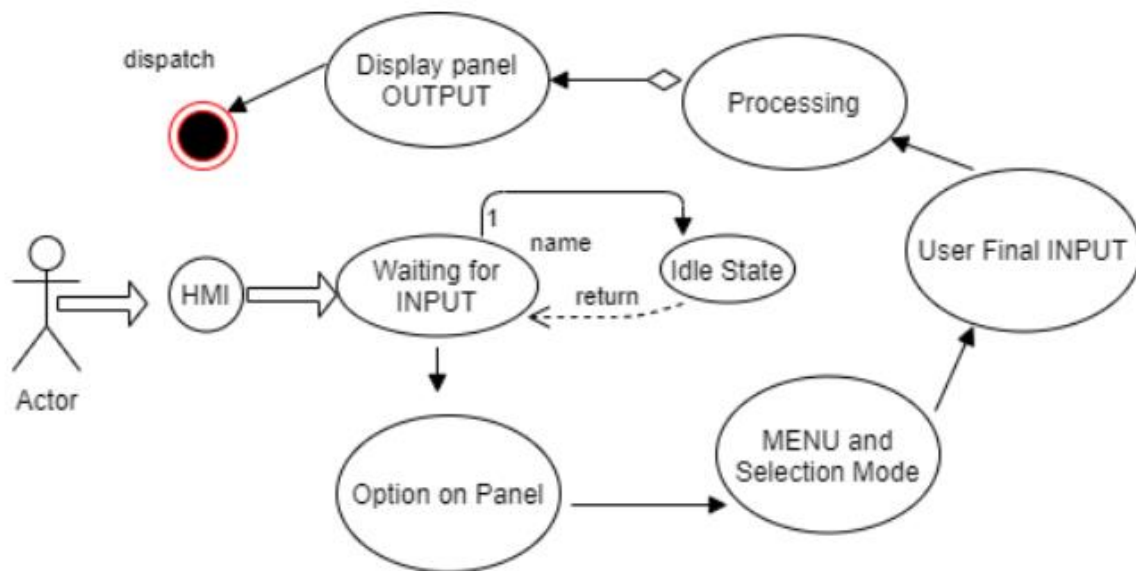 dispatch
Display panel
OUTPUT
Processing
1
name
User Final INPUT
HMI
Waiting for
INPUT
Idle State
return
Actor
Option on Panel
MENU and
Selection Mode